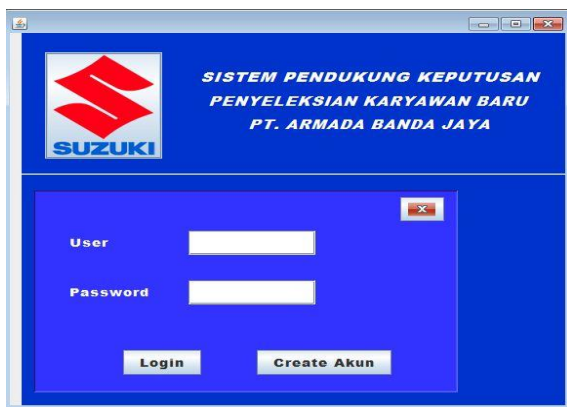 SISTEM PENDUKUNG KEPUTUSAN
PENYELEKSIAN KARYAWAN BARU
PT. ARMADA BANDA JAYA
SUZUKI
User
Password
Login
Create Akun